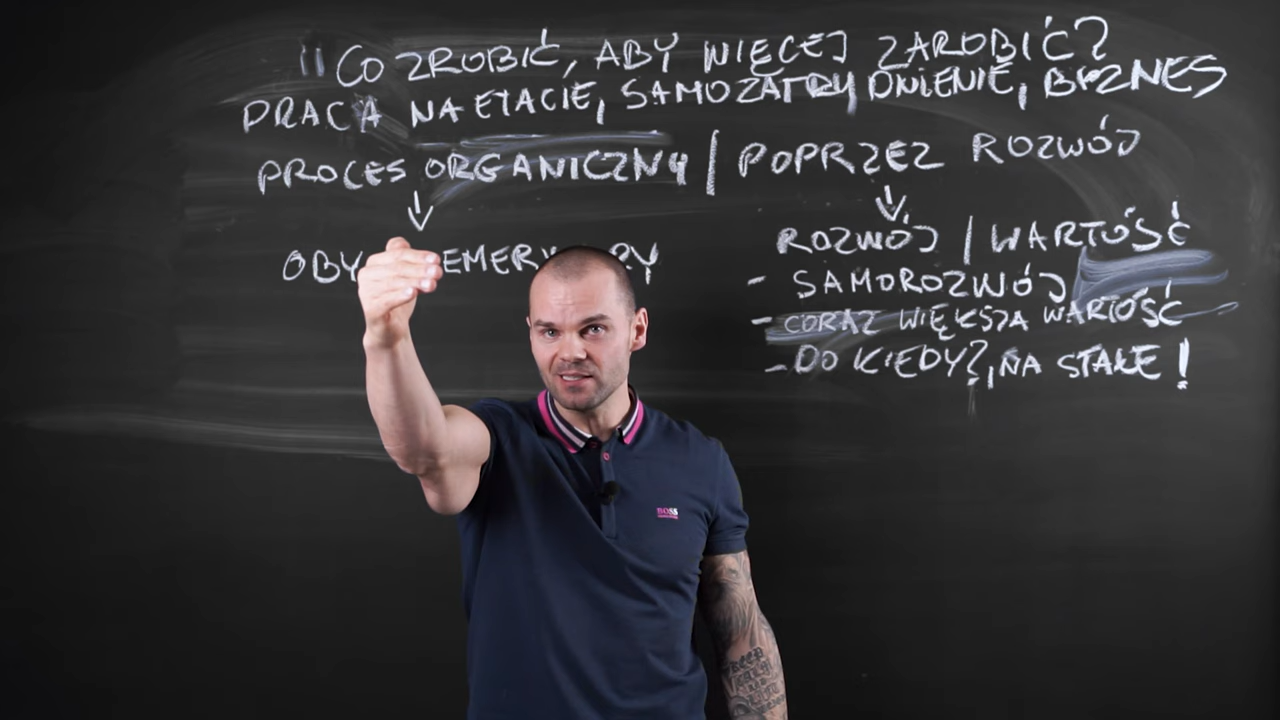 "CO ZROBIĆ, ABY WIĘCEJ ZAROBIĆ?
PRACA NA ETACIE, SAMOZATRUDNIENIE, BIZNES
PROCES ORGANICZNY | POPRZEZ ROZWÓJ
OBY
ROZWÓJ | WARTOŚĆ
- SAMOROZWÓJ
- CORAZ WIĘKSZA WARTOŚĆ
- DO KIEDY?, NA STAŁE!
BOSS